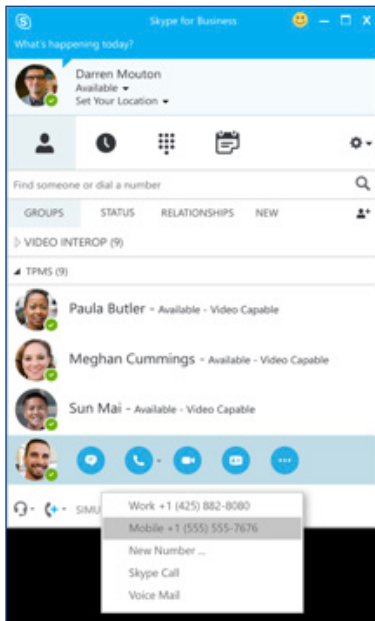 Skype for Business
What's happening today?
Darren Mouton
Available
Set Your Location
Find someone or dial a number
GROUPS STATUS RELATIONSHIPS NEW
VIDEO INTEROP (9)
TPMS (9)
Paula Butler - Available - Video Capable
Meghan Cummings - Available - Video Capable
Sun Mai - Available - Video Capable
SIMU
Work +1 (425) 882-8080
Mobile +1 (555) 555-7676
New Number ...
Skype Call
Voice Mail